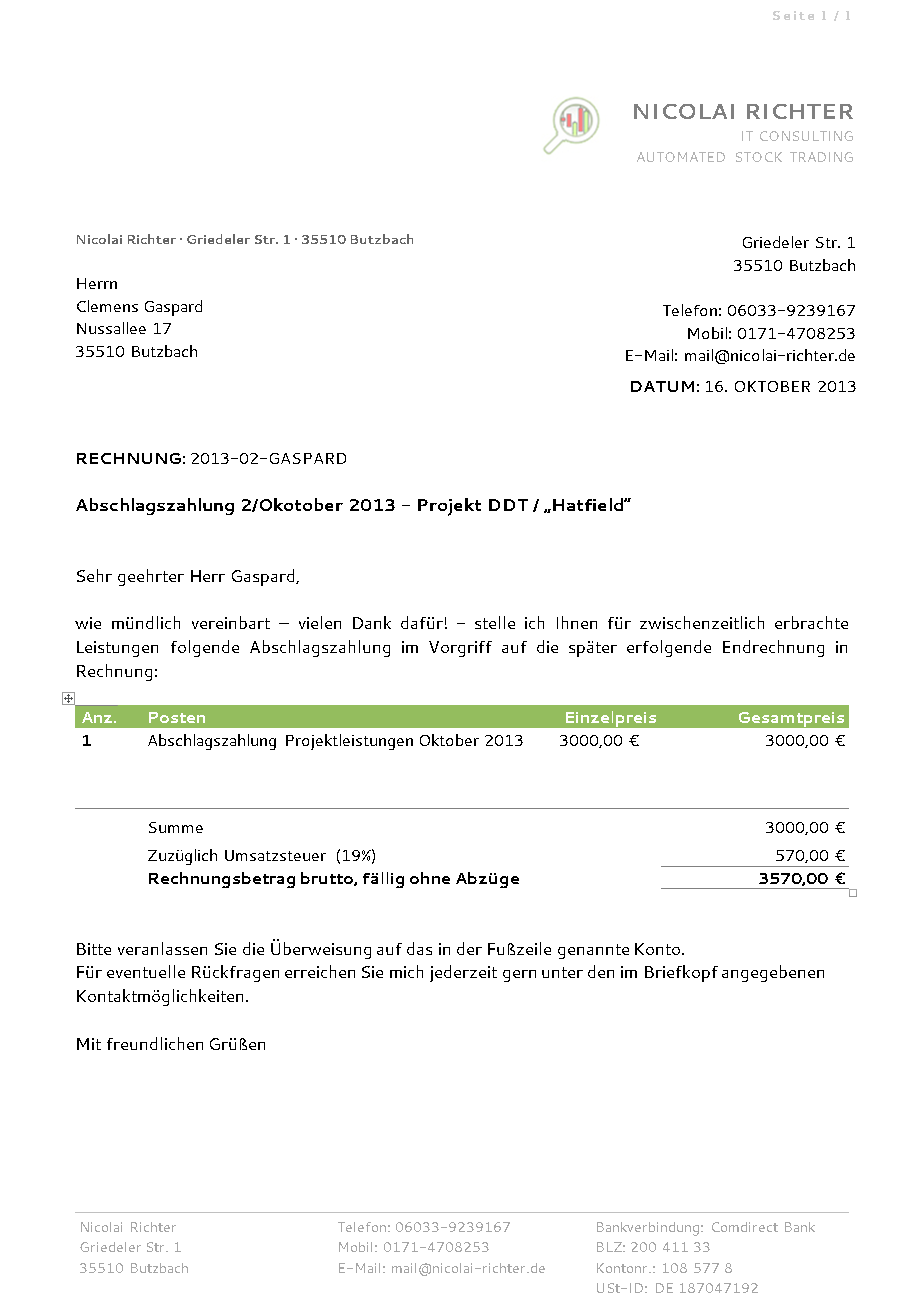 Seite 1 / 1
NICOLAI RICHTER
IT CONSULTING
AUTOMATED STOCK TRADING
Nicolai Richter · Griedeler Str. 1 · 35510 Butzbach
Griedeler Str. 1
35510 Butzbach
Herrn
Clemens Gaspard
Nussallee 17
35510 Butzbach
Telefon: 06033-9239167
Mobil: 0171-4708253
E-Mail: mail@nicolai-richter.de
DATUM: 16. OKTOBER 2013
RECHNUNG: 2013-02-GASPARD
Abschlagszahlung 2/Okotober 2013 – Projekt DDT / „Hatfield“
Sehr geehrter Herr Gaspard,
wie mündlich vereinbart – vielen Dank dafür! – stelle ich Ihnen für zwischenzeitlich erbrachte
Leistungen folgende Abschlagszahlung im Vorgriff auf die später erfolgende Endrechnung in
Rechnung:
Anz. Posten Einzelpreis Gesamtpreis
1 Abschlagszahlung Projektleistungen Oktober 2013 3000,00 € 3000,00 €
Summe 3000,00 €
Zuzüglich Umsatzsteuer (19%) 570,00 €
Rechnungsbetrag brutto, fällig ohne Abzüge 3570,00 €
Bitte veranlassen Sie die Überweisung auf das in der Fußzeile genannte Konto.
Für eventuelle Rückfragen erreichen Sie mich jederzeit gern unter den im Briefkopf angegebenen
Kontaktmöglichkeiten.
Mit freundlichen Grüßen
Nicolai Richter
Griedeler Str. 1
35510 Butzbach
Telefon: 06033-9239167
Mobil: 0171-4708253
E-Mail: mail@nicolai-richter.de
Bankverbindung: Comdirect Bank
BLZ: 200 411 33
Kontonr.: 108 577 8
USt-ID: DE 187047192